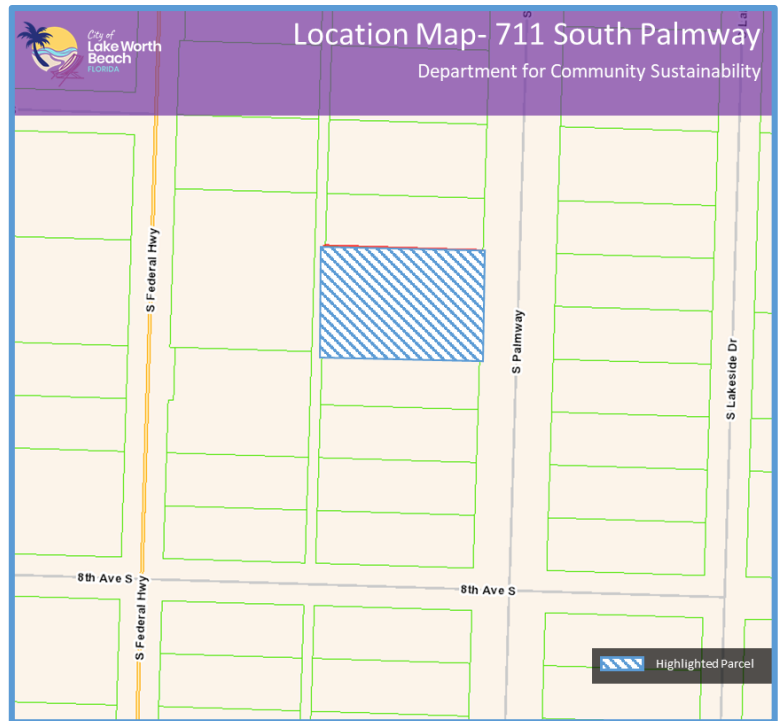 City of
Lake Worth
Beach
FLORIDA
Location Map- 711 South Palmway
Department for Community Sustainability
S
La
S Federal Hwy
S Palmway
S Lakeside Dr
8th Ave S
8th Ave S
S Federal Hwy
Highlighted Parcel